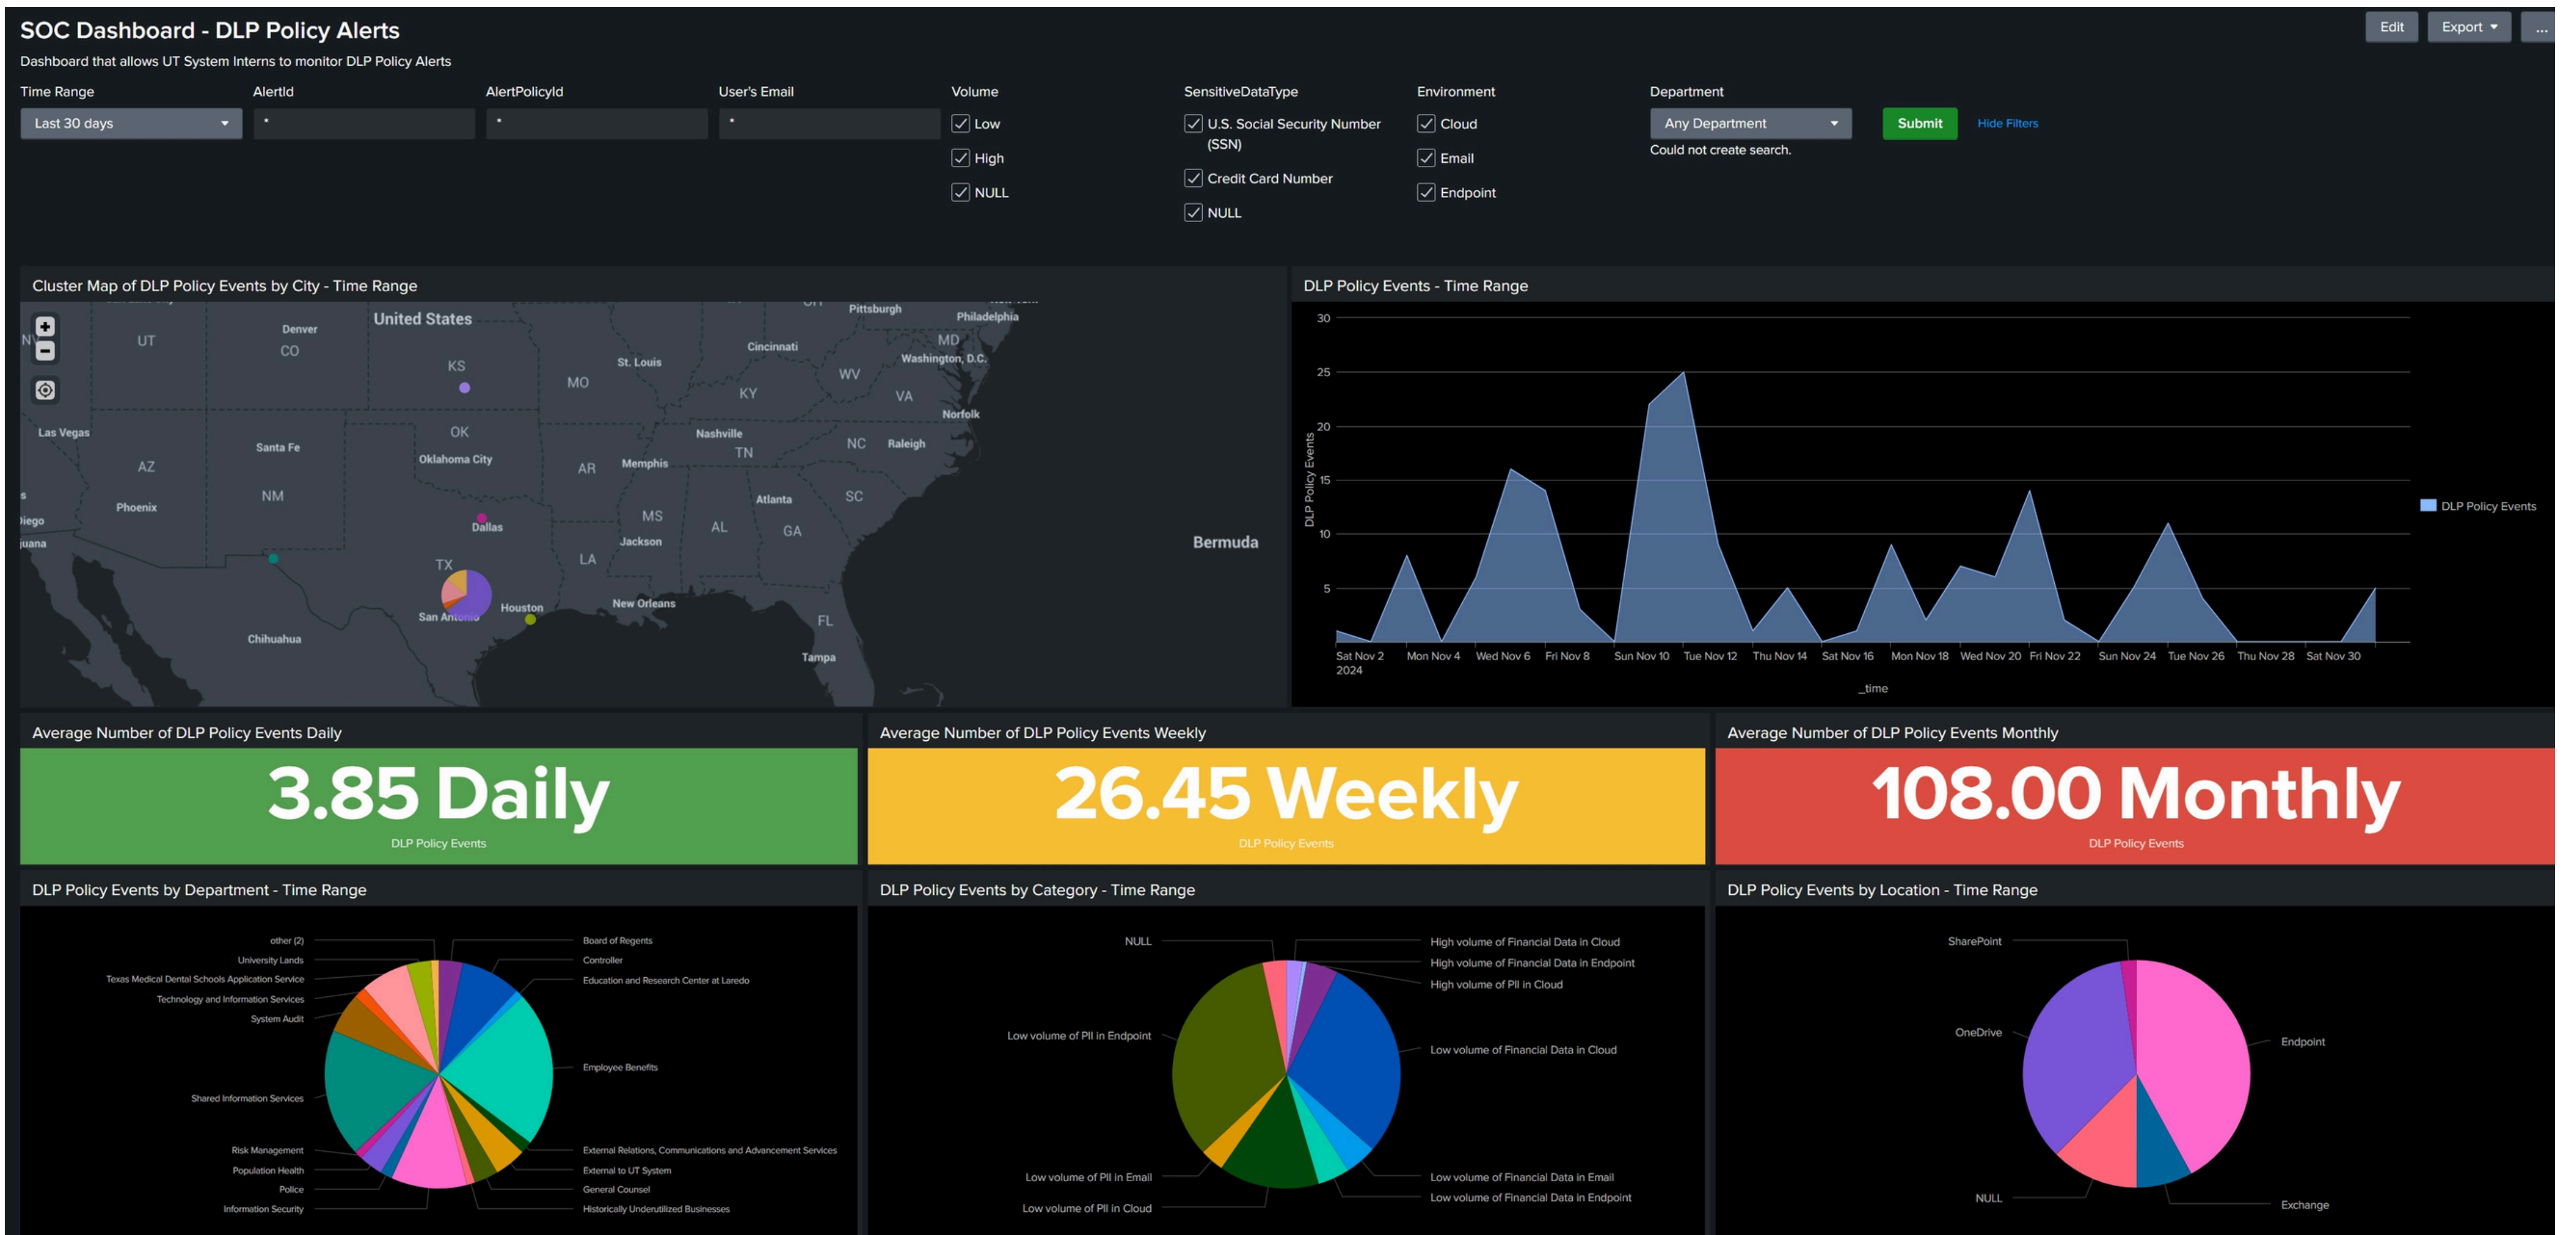 SOC Dashboard - DLP Policy Alerts
Edit
Export
...
Dashboard that allows UT System Interns to monitor DLP Policy Alerts
Time Range
AlertId
AlertPolicyId
User's Email
Volume
SensitiveDataType
Environment
Department
Last 30 days
*
*
*
Low
High
NULL
U.S. Social Security Number
(SSN)
Credit Card Number
NULL
Cloud
Email
Endpoint
Any Department
Submit
Hide Filters
Could not create search.
Cluster Map of DLP Policy Events by City - Time Range
United States
Pittsburgh
Philadelphia
Denver
UT
CO
MD
Cincinnati
Washington, D.C.
St. Louis
KS
WV
MO
KY
VA
Norfolk
Las Vegas
OK
Nashville
NC
Raleigh
Santa Fe
TN
Oklahoma City
AZ
AR
Memphis
NM
Atlanta
SC
Phoenix
MS
Dallas
AL
GA
Jackson
Bermuda
TX
LA
Houston
New Orleans
San Antonio
FL
Chihuahua
Tampa
DLP Policy Events - Time Range
30
25
20
15
10
5
DLP Policy Events
DLP Policy Events
Sat Nov 2
2024
Mon Nov 4
Wed Nov 6
Fri Nov 8
Sun Nov 10
Tue Nov 12
Thu Nov 14
Sat Nov 16
Mon Nov 18
Wed Nov 20
Fri Nov 22
Sun Nov 24
Tue Nov 26
Thu Nov 28
Sat Nov 30
_time
Average Number of DLP Policy Events Daily
3.85 Daily
DLP Policy Events
Average Number of DLP Policy Events Weekly
26.45 Weekly
DLP Policy Events
Average Number of DLP Policy Events Monthly
108.00 Monthly
DLP Policy Events
DLP Policy Events by Department - Time Range
other (2)
University Lands
Texas Medical Dental Schools Application Service
Technology and Information Services
System Audit
Shared Information Services
Risk Management
Population Health
Police
Information Security
Board of Regents
Controller
Education and Research Center at Laredo
Employee Benefits
External Relations, Communications and Advancement Services
External to UT System
General Counsel
Historically Underutilized Businesses
DLP Policy Events by Category - Time Range
NULL
Low volume of PII in Endpoint
Low volume of PII in Email
Low volume of PII in Cloud
High volume of Financial Data in Cloud
High volume of Financial Data in Endpoint
High volume of PII in Cloud
Low volume of Financial Data in Cloud
Low volume of Financial Data in Email
Low volume of Financial Data in Endpoint
DLP Policy Events by Location - Time Range
SharePoint
OneDrive
NULL
Endpoint
Exchange